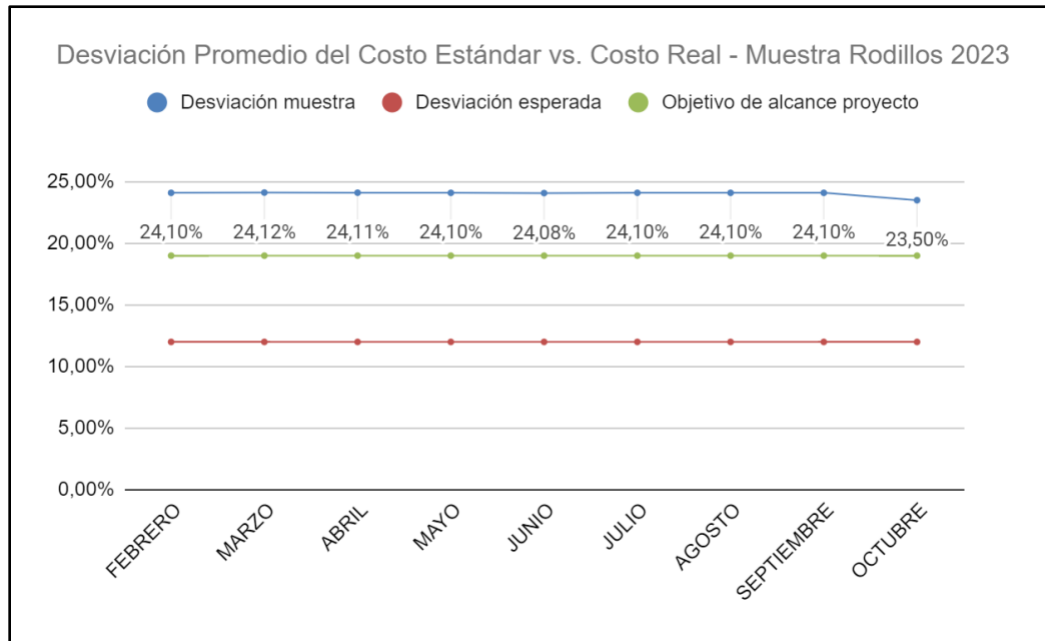 Desviación Promedio del Costo Estándar vs. Costo Real - Muestra Rodillos 2023
Desviación muestra Desviación esperada Objetivo de alcance proyecto
25,00%
24,10% 24,12% 24,11% 24,10% 24,08% 24,10% 24,10% 24,10% 23,50%
20,00%
15,00%
10,00%
5,00%
0,00%
FEBRERO MARZO ABRIL MAYO JUNIO JULIO AGOSTO SEPTIEMBRE OCTUBRE